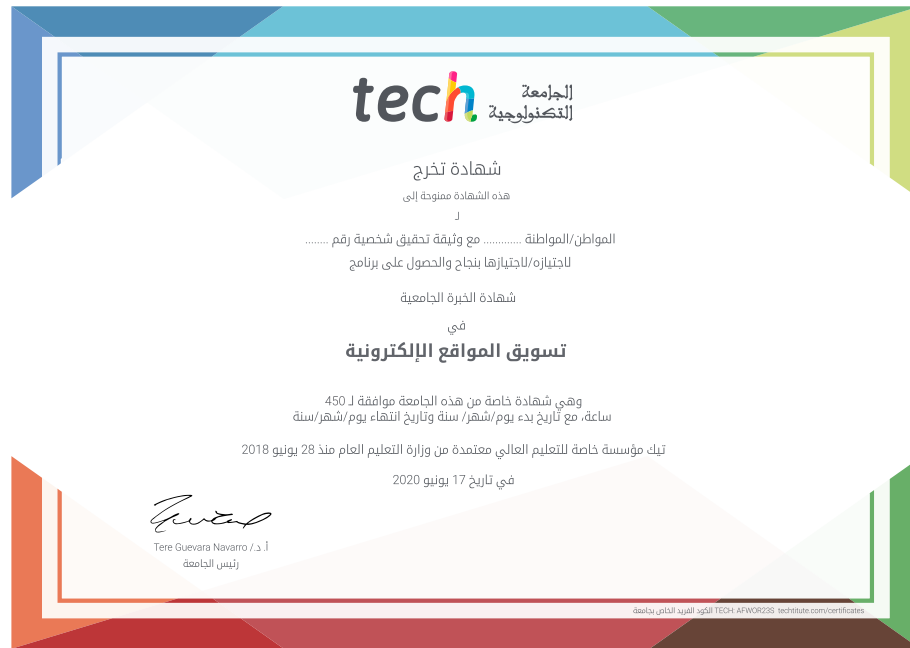 tech الجامعة
التكنولوجية
شهادة تخرج
هذه الشهادة ممنوحة إلى
لـ
المواطن/المواطنة ............. مع وثيقة تحقيق شخصية رقم ........
لاجتيازه/لاجتيازها بنجاح والحصول على برنامج
شهادة الخبرة الجامعية
في
تسويق المواقع الإلكترونية
وهي شهادة خاصة من هذه الجامعة موافقة لـ 450
ساعة، مع تاريخ بدء يوم/شهر/ سنة وتاريخ انتهاء يوم/شهر/سنة
تيك مؤسسة خاصة للتعليم العالي معتمدة من وزارة التعليم العام منذ 28 يونيو 2018
في تاريخ 17 يونيو 2020
أ. د./ Tere Guevara Navarro
رئيس الجامعة
الكود الفريد الخاص بجامعة TECH: AFWOR23S techtitute.com/certificates